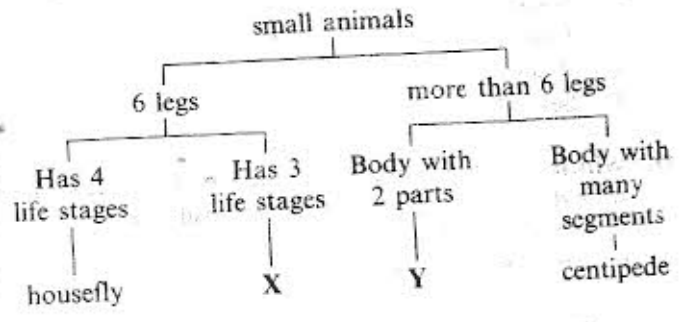 small animals
6 legs
more than 6 legs
Has 4
life stages
Has 3
life stages
Body with
2 parts
Body with
many
segments
housefly
X
Y
centipede